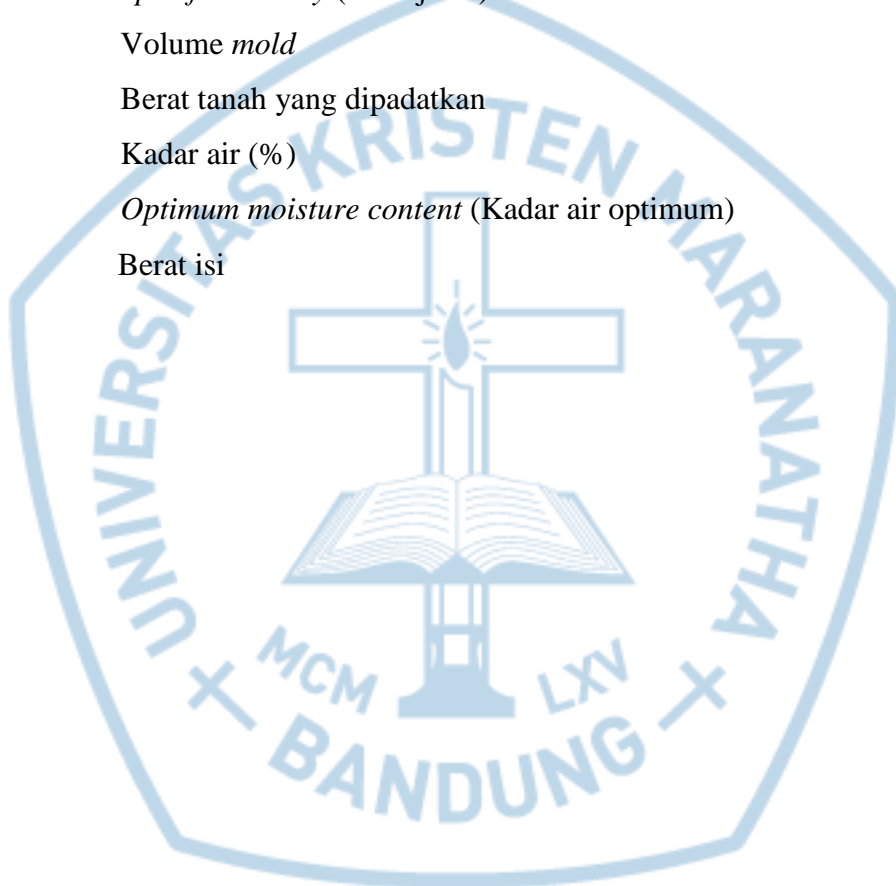 Volume mold
Berat tanah yang dipadatkan
Kadar air (%)
Optimum moisture content (Kadar air optimum)
Berat isi
UNIVERSITAS KRISTEN MARANATHA
MCM LXV
BANDUNG